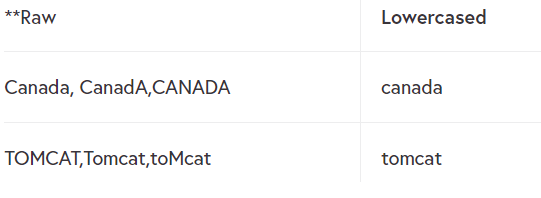 **Raw Lowercased
Canada, CanadA,CANADA canada
TOMCAT,Tomcat,toMcat tomcat